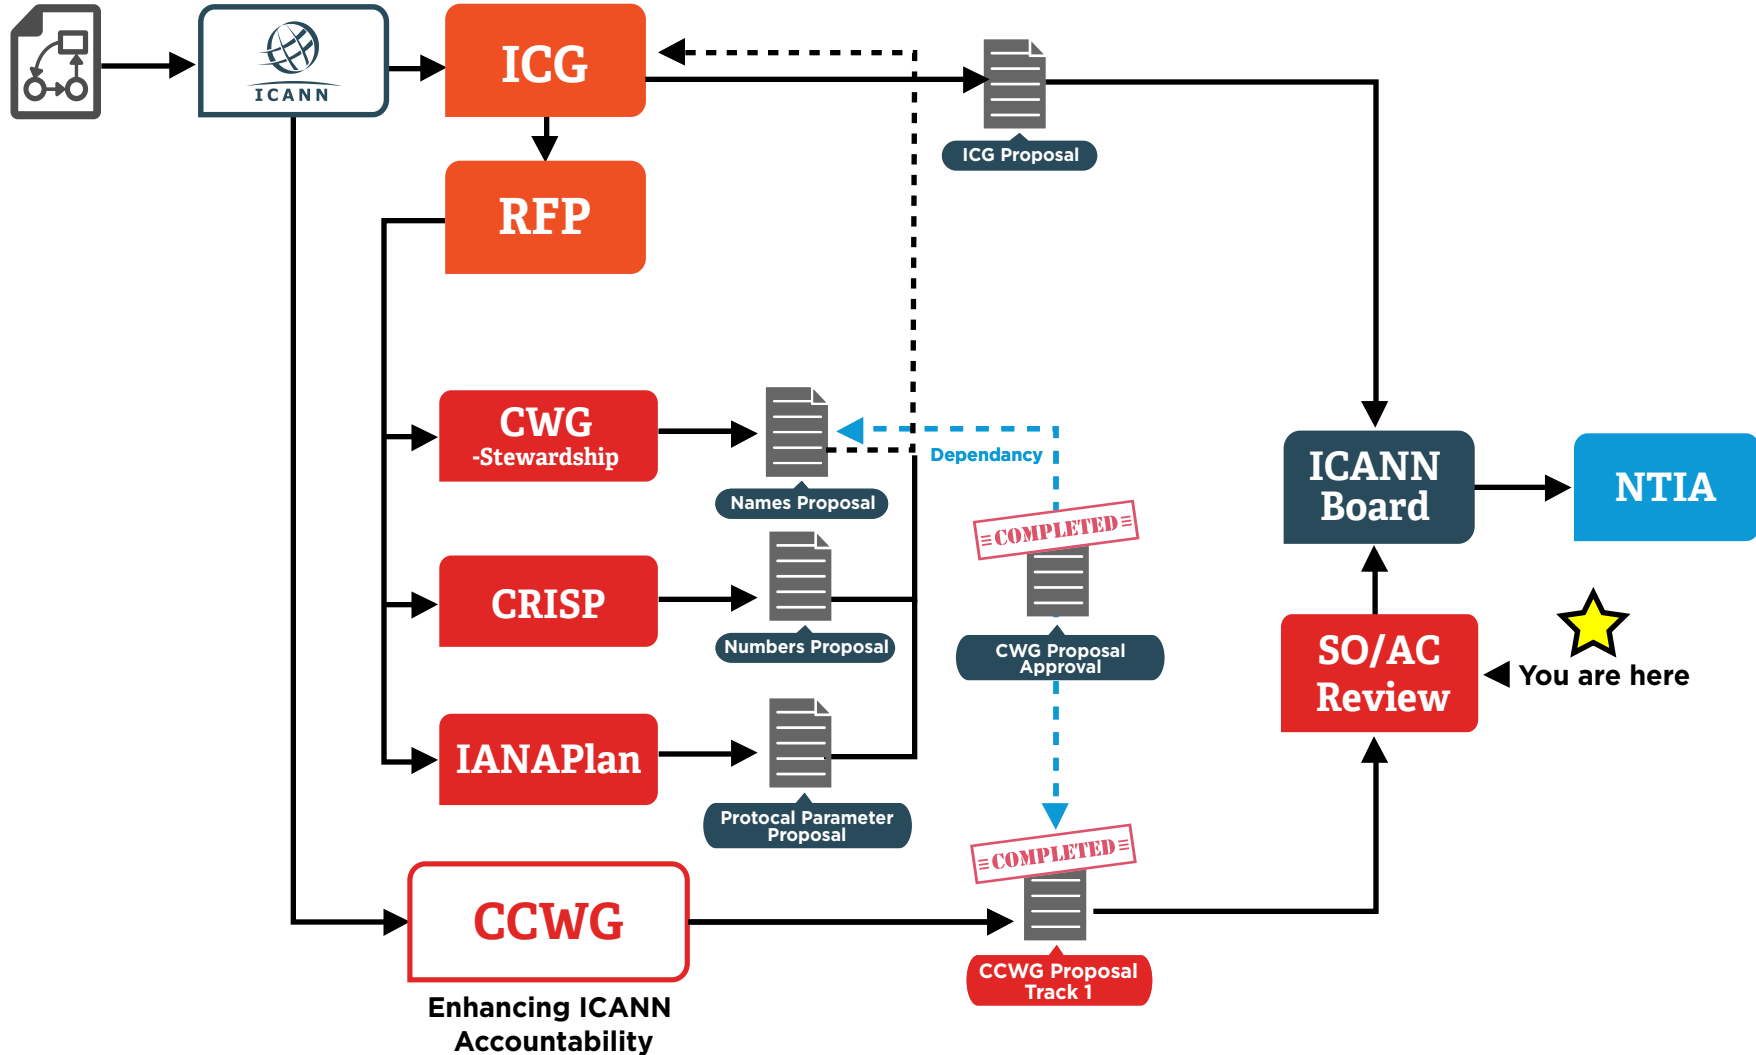 ICANN
ICG
ICG Proposal
RFP
CWG
-Stewardship
Names Proposal
Dependancy
COMPLETED
CWG Proposal
Approval
ICANN
Board
NTIA
CRISP
Numbers Proposal
SO/AC
Review
You are here
IANAPlan
Protocal Parameter
Proposal
COMPLETED
CCWG
CCWG Proposal
Track 1
Enhancing ICANN
Accountability